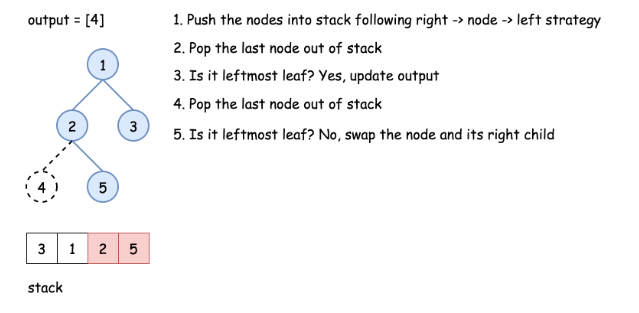 output = [4]
1. Push the nodes into stack following right -> node -> left strategy
2. Pop the last node out of stack
3. Is it leftmost leaf? Yes, update output
4. Pop the last node out of stack
5. Is it leftmost leaf? No, swap the node and its right child
1
2 3
4 5
3 1 2 5
stack